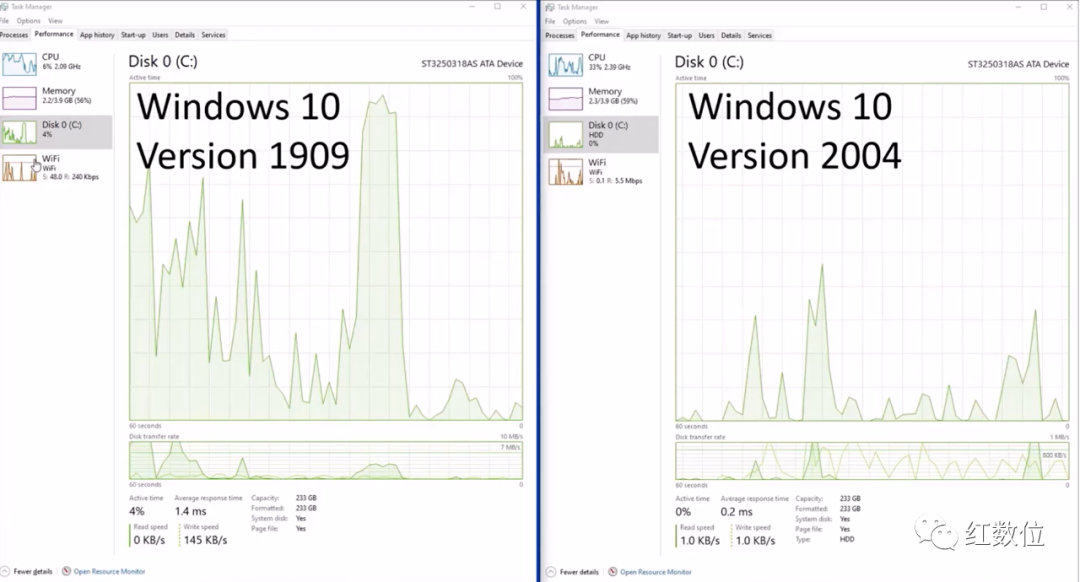 Task Manager
File Options View
Processes Performance App history Start-up Users Details Services
CPU
6% 2.09 GHz
Memory
2.2/3.9 GB (56%)
Disk 0 (C:)
4%
WiFi
WiFi
S: 48.0 R: 240 Kbps
Disk 0 (C:)
ST3250318AS ATA Device
Active time
100%
Windows 10
Version 1909
60 seconds
0
Disk transfer rate
10 MB/s
7 MB/s
60 seconds
0
Active time
4%
Average response time
1.4 ms
Read speed
0 KB/s
Write speed
145 KB/s
Capacity: 233 GB
Formatted: 233 GB
System disk: Yes
Page file: Yes
Fewer details
Open Resource Monitor
Task Manager
File Options View
Processes Performance App history Start-up Users Details Services
CPU
33% 2.39 GHz
Memory
2.3/3.9 GB (59%)
Disk 0 (C:)
HDD
0%
WiFi
WiFi
S: 0.1 R: 5.5 Mbps
Disk 0 (C:)
ST3250318AS ATA Device
Active time
100%
Windows 10
Version 2004
60 seconds
0
Disk transfer rate
1 MB/s
800 KB/s
60 seconds
0
Active time
0%
Average response time
0.2 ms
Read speed
1.0 KB/s
Write speed
1.0 KB/s
Capacity: 233 GB
Formatted: 233 GB
System disk: Yes
Page file: Yes
Type: HDD
Fewer details
Open Resource Monitor
红数位